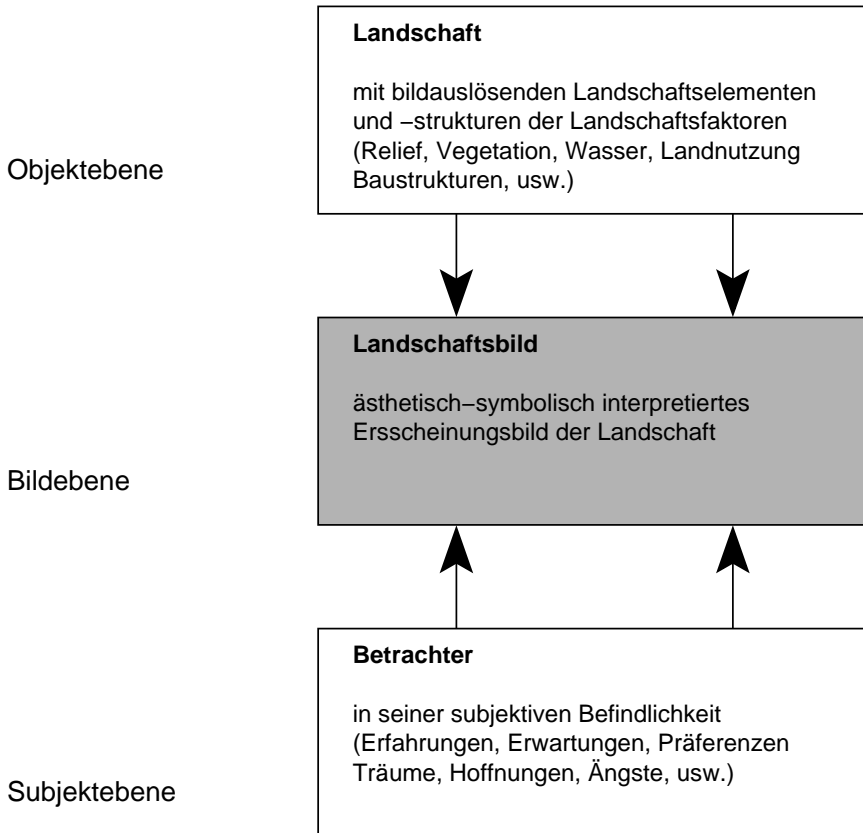 Landschaft
mit bildauslösenden Landschaftselementen
und −strukturen der Landschaftsfaktoren
(Relief, Vegetation, Wasser, Landnutzung
Baustrukturen, usw.)
Objektebene
Landschaftsbild
ästhetisch−symbolisch interpretiertes
Ersscheinungsbild der Landschaft
Bildebene
Betrachter
in seiner subjektiven Befindlichkeit
(Erfahrungen, Erwartungen, Präferenzen
Träume, Hoffnungen, Ängste, usw.)
Subjektebene